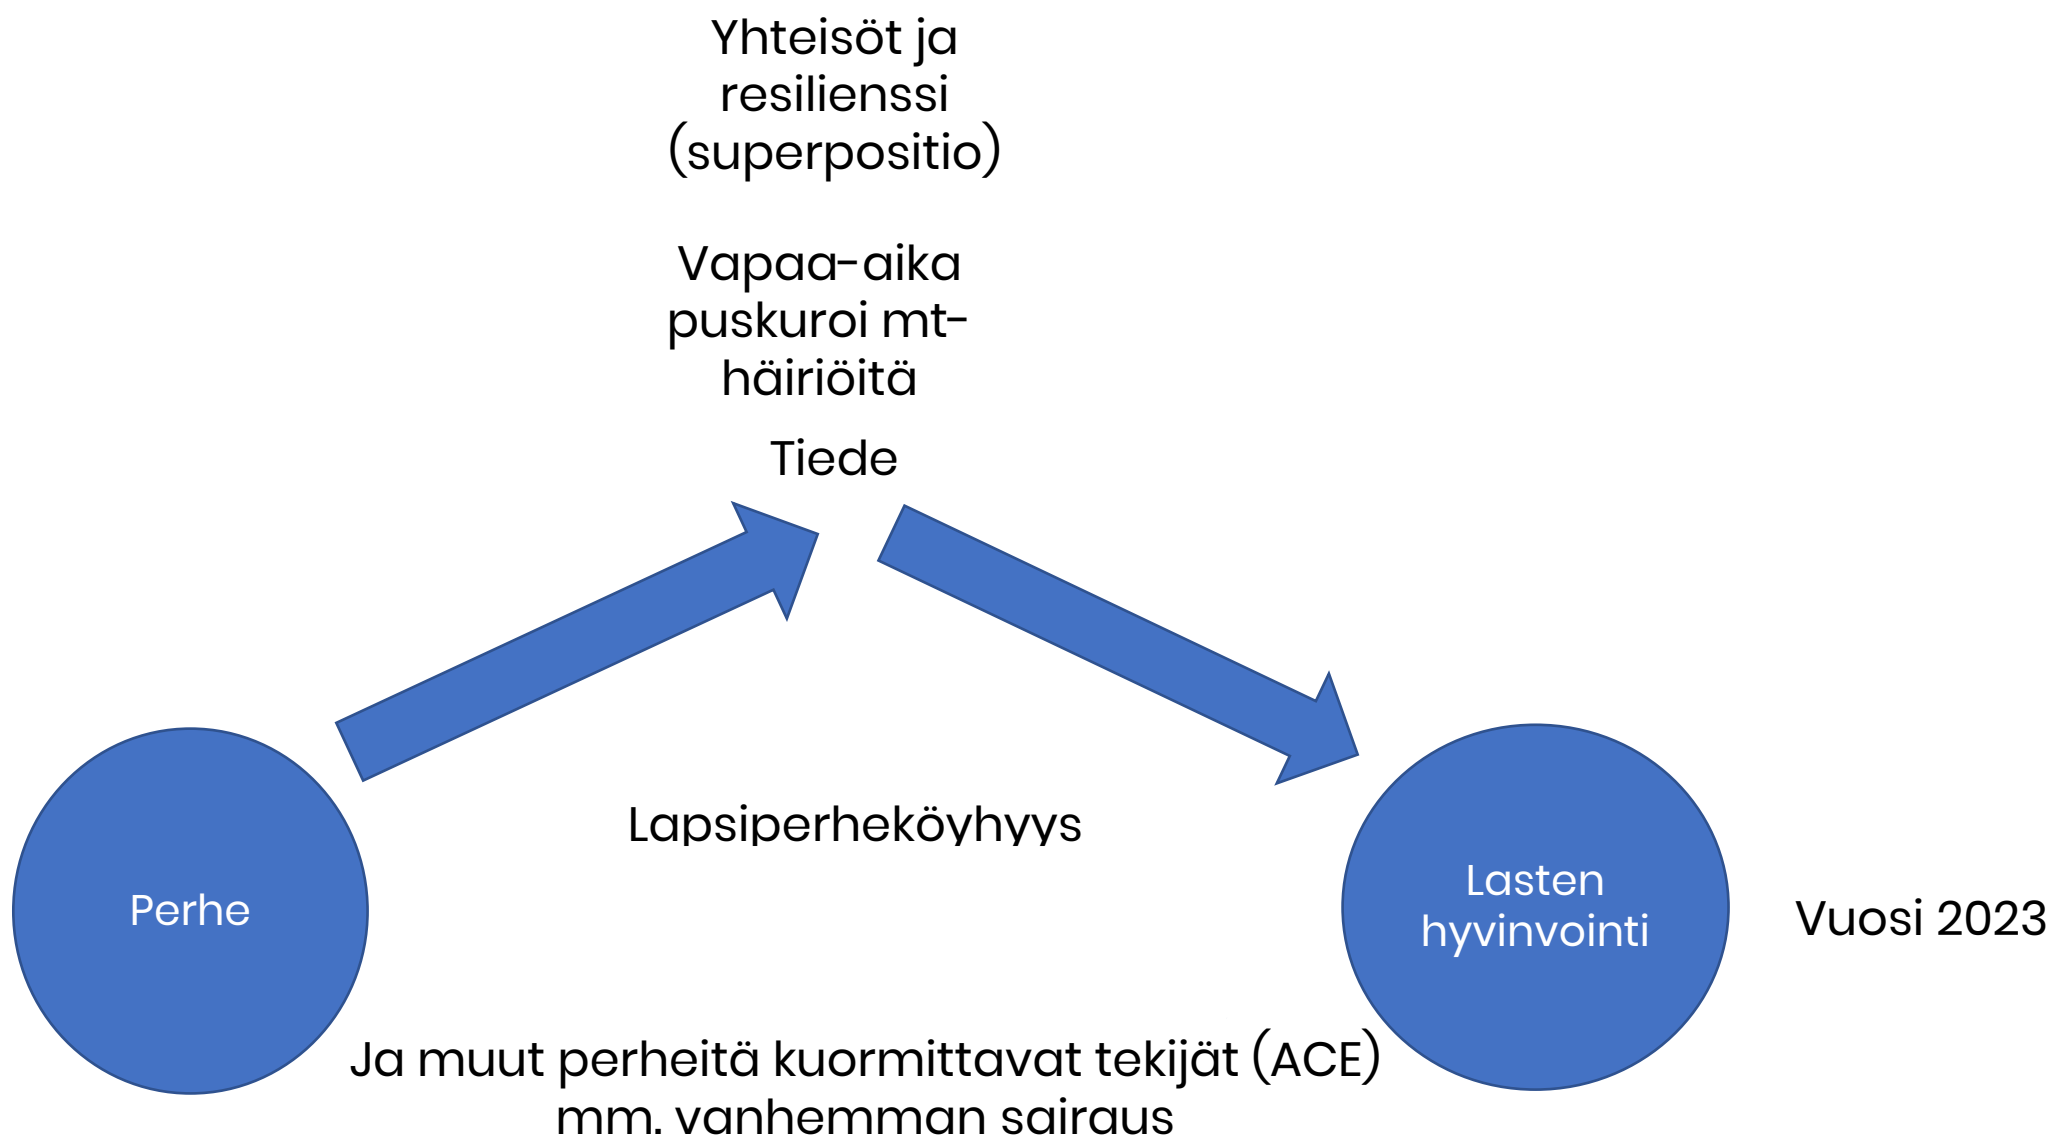 Yhteisöt ja
resilienssi
(superpositio)
Vapaa-aika
puskuroi mt-
häiriöitä
Tiede
Lapsiperheköyhyys
Perhe
Lasten
hyvinvointi
Vuosi 2023
Ja muut perheitä kuormittavat tekijät (ACE)
mm. vanhemman sairaus